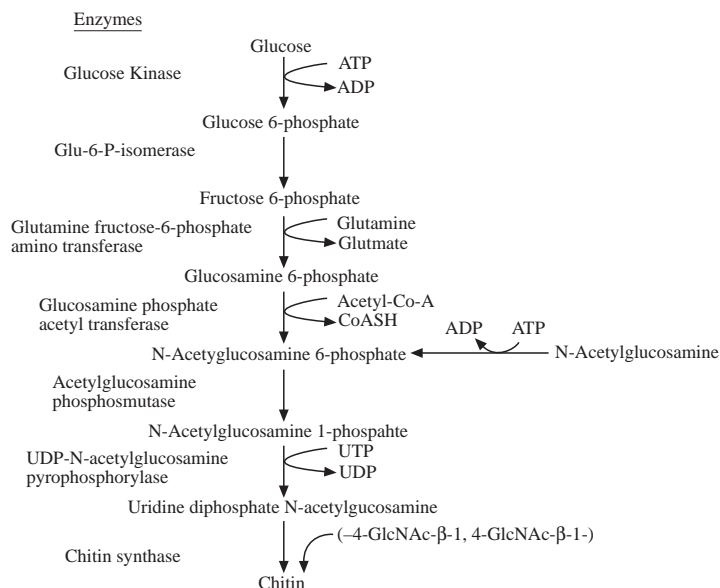 Enzymes
Glucose
Glucose Kinase
ATP
ADP
Glucose 6-phosphate
Glu-6-P-isomerase
Fructose 6-phosphate
Glutamine fructose-6-phosphate
amino transferase
Glutamine
Glutmate
Glucosamine 6-phosphate
Glucosamine phosphate
acetyl transferase
Acetyl-Co-A
CoASH
ADP
ATP
N-Acetyglucosamine 6-phosphate
N-Acetylglucosamine
Acetylglucosamine
phosphmutase
N-Acetylglucosamine 1-phospahte
UDP-N-acetylglucosamine
pyrophosphorylase
UTP
UDP
Uridine diphosphate N-acetylgucosamine
(–4-GlcNAc-β-1, 4-GlcNAc-β-1-)
Chitin synthase
Chitin